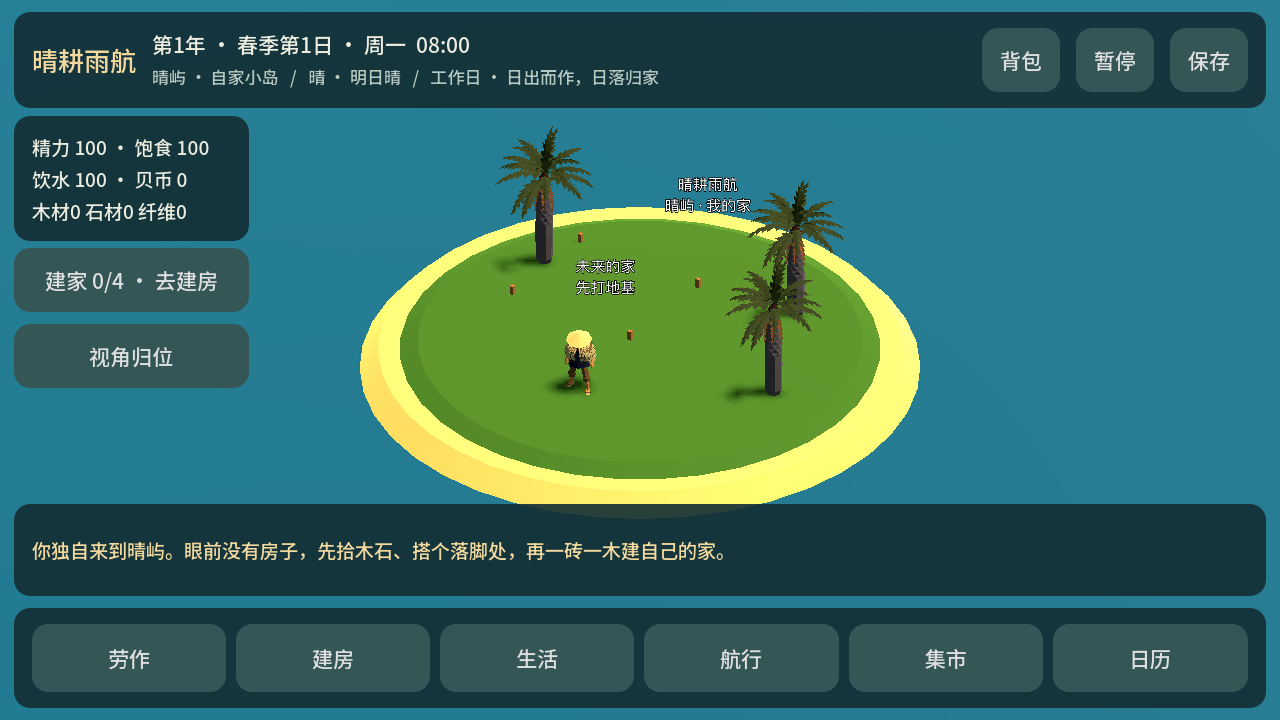 晴耕雨航
第1年 · 春季第1日 · 周一 08:00
晴屿 · 自家小岛 / 晴 · 明日晴 / 工作日 · 日出而作，日落归家
背包
暂停
保存
精力 100 · 饱食 100
饮水 100 · 贝币 0
木材0 石材0 纤维0
建家 0/4 · 去建房
视角归位
晴耕雨航
晴屿 · 我的家
未来的家
先打地基
你独自来到晴屿。眼前没有房子，先拾木石、搭个落脚处，再一砖一木建自己的家。
劳作
建房
生活
航行
集市
日历